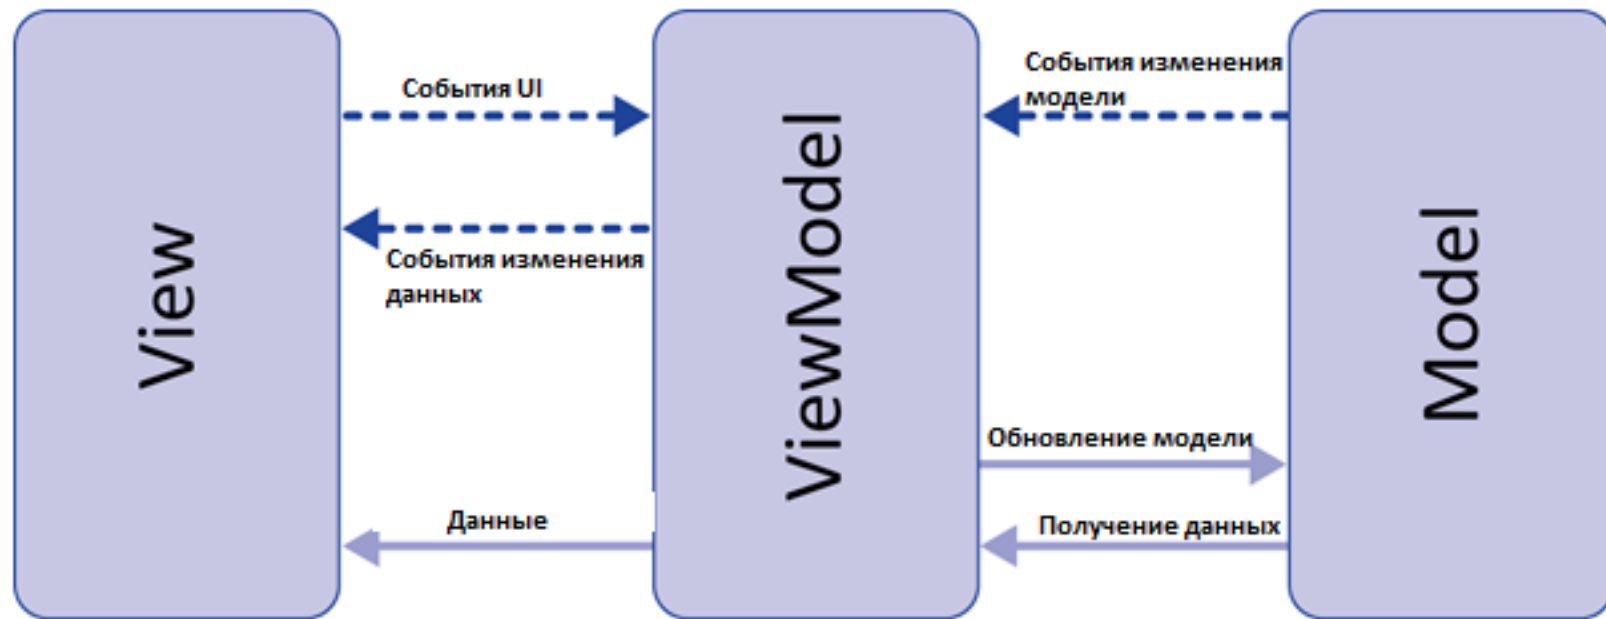 View
События UI
События изменения
данных
Данные
ViewModel
События изменения
модели
Обновление модели
Получение данных
Model